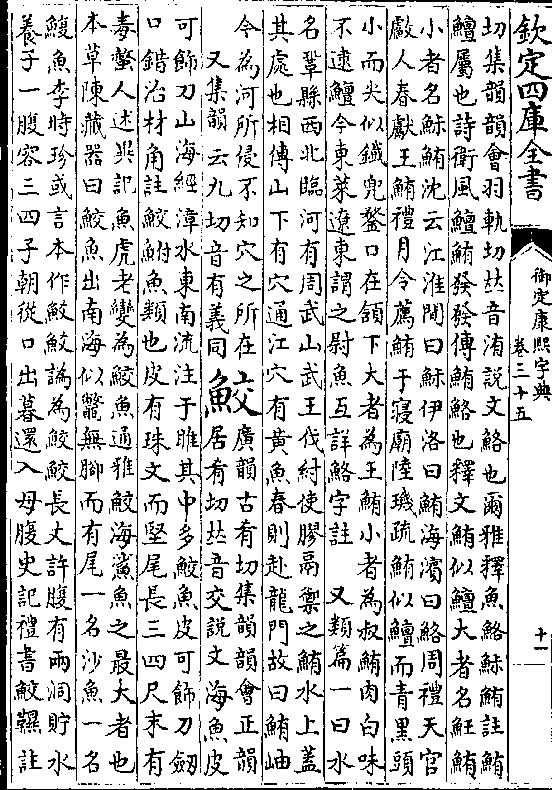 欽定四庫全書
御定康熙字典
卷三十五
十一
切集韻韻會羽軌切𠀤音洧說文鮥也爾雅釋魚鮥鮛鮪註鮪
鱣屬也詩衛風鱣鮪發發傳鮪鮥也釋文鮪似鱣大者名𩵋鮪
小者名鮛鮪沈云江淮間曰鮛伊洛曰鮪海濱曰鮥周禮天官
㱆人春獻王鮪禮月令薦鮪于寢廟陸璣疏鮪似鱣而青黑頭
小而尖似鐵兜鍪口在頷下大者為王鮪小者為叔鮪肉白味
不逮鱣今東萊遼東謂之尉魚互詳鮥字註　又類篇一曰水
名鞏縣西北臨河有周武山武王伐紂使膠鬲禦之鮪水上蓋
其處也相傳山下有穴通江穴有黃魚春則赴龍門故曰鮪岫
今為河所侵不知穴之所在
又集韻云九切音有義同
鮫
廣韻古肴切集韻韻會正韻
居肴切𠀤音交說文海魚皮
可飾刀山海經漳水東南流注于睢其中多鮫魚皮可飾刀劔
口錯治材角註鮫鮒魚類也皮有珠文而堅尾長三四尺末有
毒螫人述異記魚虎老變為鮫魚通雅鮫海鯊魚之最大者也
本草陳藏器曰鮫魚出南海似鼈無腳而有尾一名沙魚一名
鰒魚李時珍或言本作鮫鮫譌為鮫鮫長丈許腹有兩洞貯水
養子一腹容三四子朝從口出暮還入母腹史記禮書鮫韅註